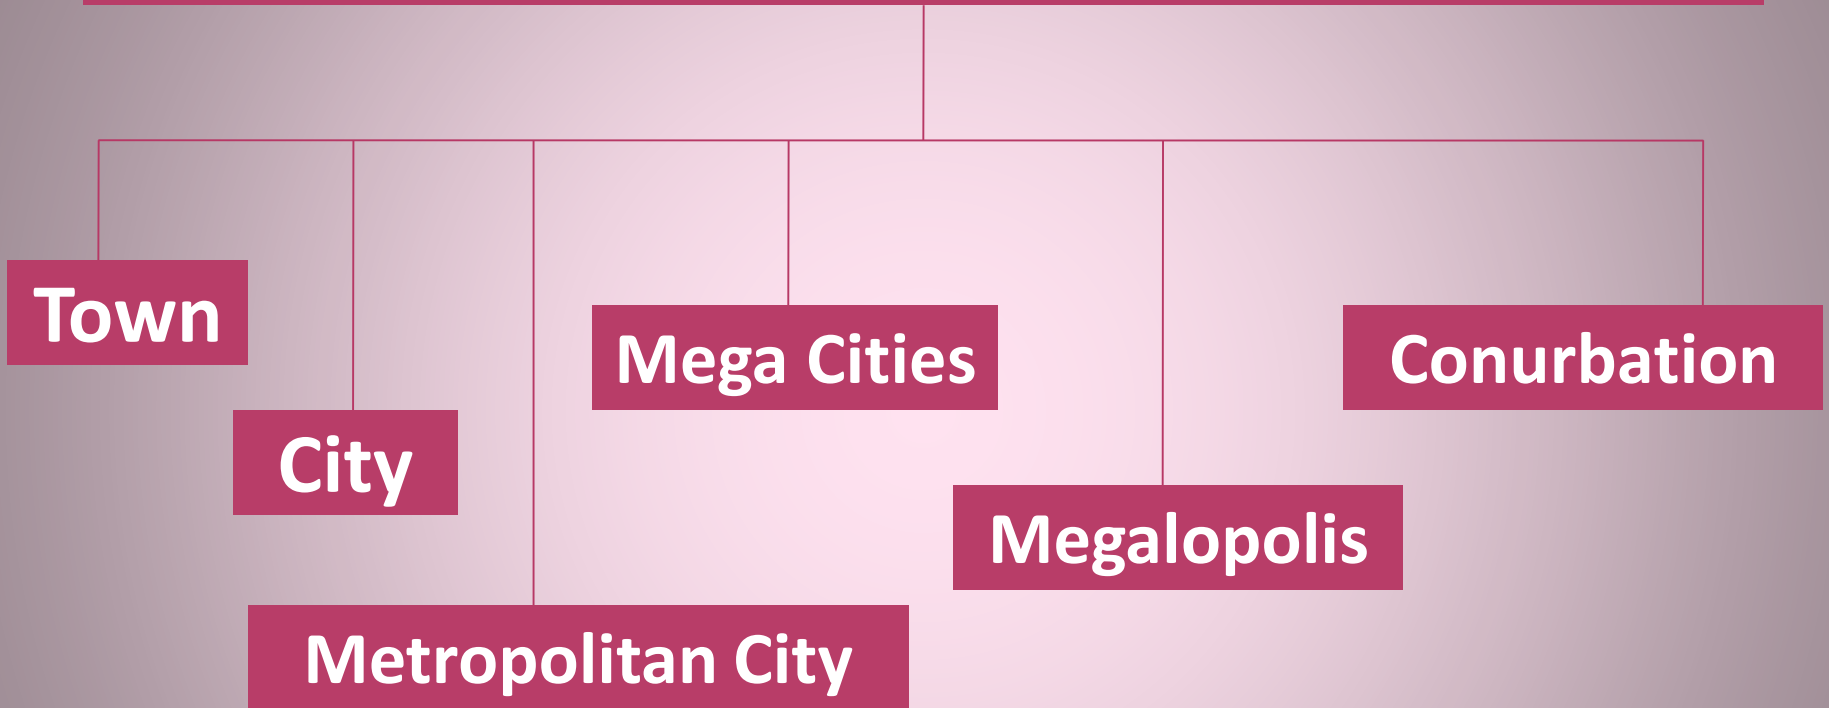 Town
City
Metropolitan City
Mega Cities
Megalopolis
Conurbation